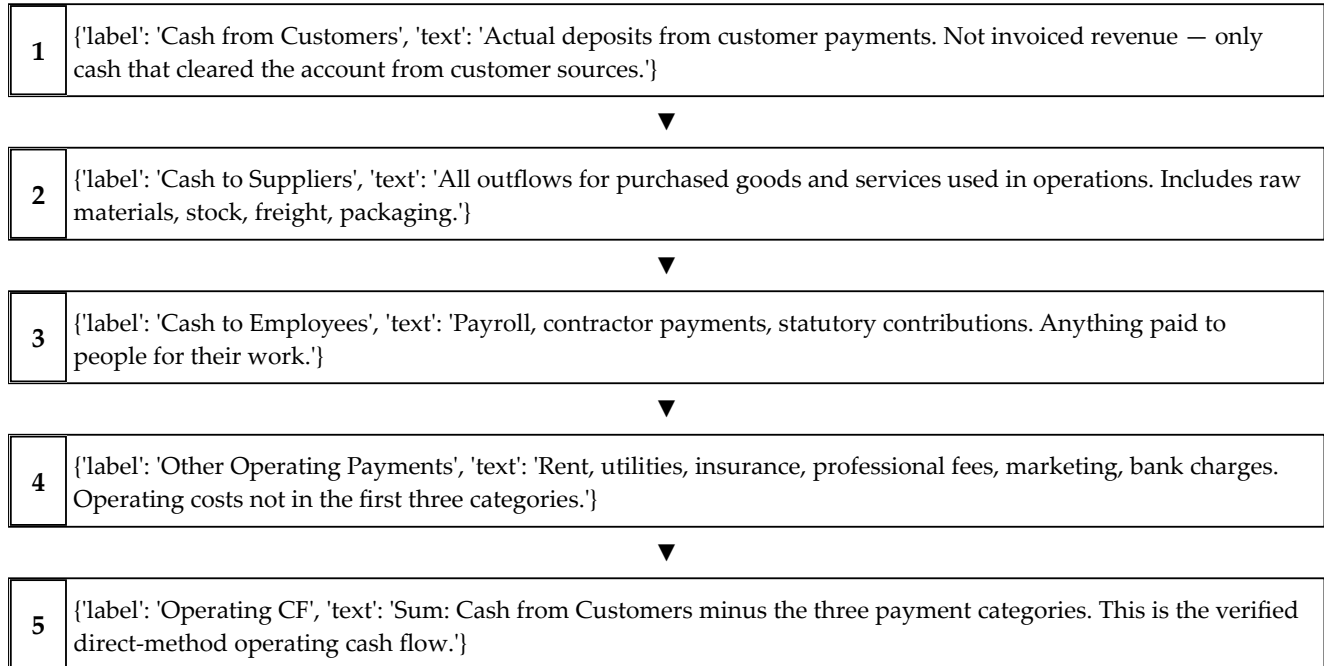 1
{'label': 'Cash from Customers', 'text': 'Actual deposits from customer payments. Not invoiced revenue — only
cash that cleared the account from customer sources.'}
▼
2
{'label': 'Cash to Suppliers', 'text': 'All outflows for purchased goods and services used in operations. Includes raw
materials, stock, freight, packaging.'}
▼
3
{'label': 'Cash to Employees', 'text': 'Payroll, contractor payments, statutory contributions. Anything paid to
people for their work.'}
▼
4
{'label': 'Other Operating Payments', 'text': 'Rent, utilities, insurance, professional fees, marketing, bank charges.
Operating costs not in the first three categories.'}
▼
5
{'label': 'Operating CF', 'text': 'Sum: Cash from Customers minus the three payment categories. This is the verified
direct-method operating cash flow.'}